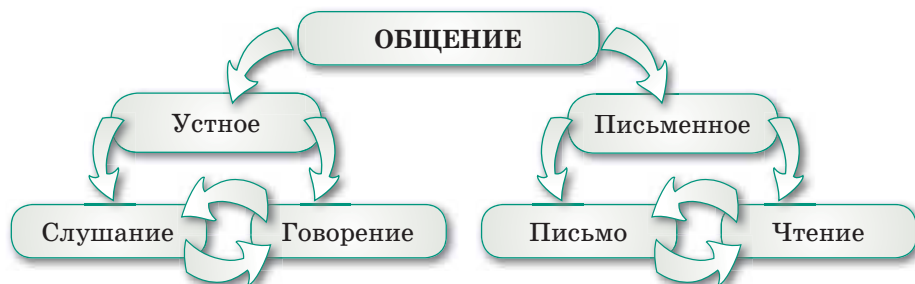 ОБЩЕНИЕ
Устное
Письменное
Слушание
Говорение
Письмо
Чтение